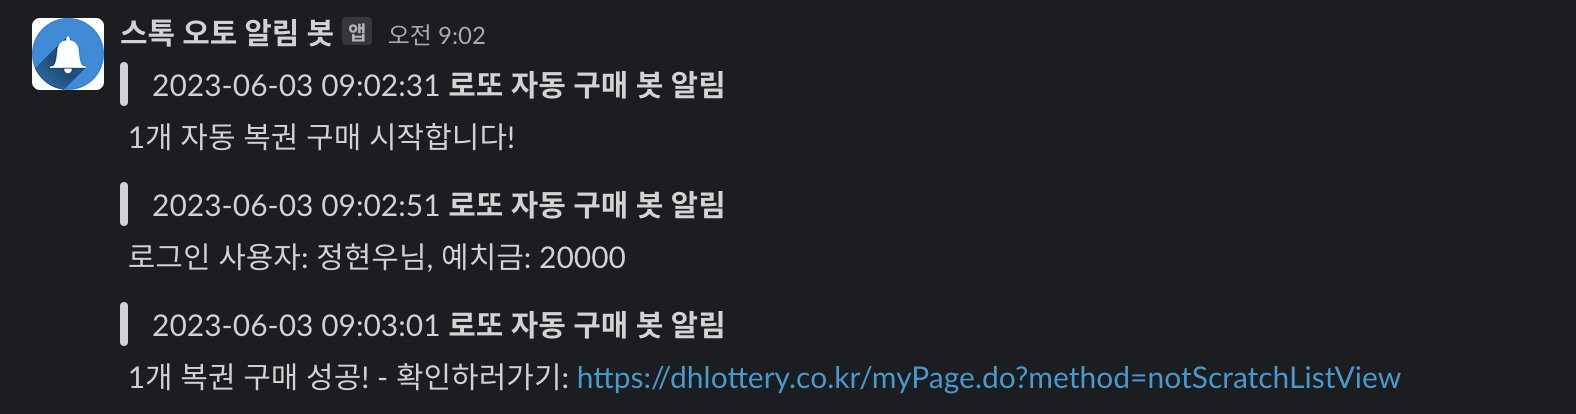 스톡 오토 알림 봇 앱 오전 9:02
2023-06-03 09:02:31 로또 자동 구매 봇 알림
1개 자동 복권 구매 시작합니다!
2023-06-03 09:02:51 로또 자동 구매 봇 알림
로그인 사용자: 정현우님, 예치금: 20000
2023-06-03 09:03:01 로또 자동 구매 봇 알림
1개 복권 구매 성공! - 확인하러가기: https://dhlottery.co.kr/myPage.do?method=notScratchListView